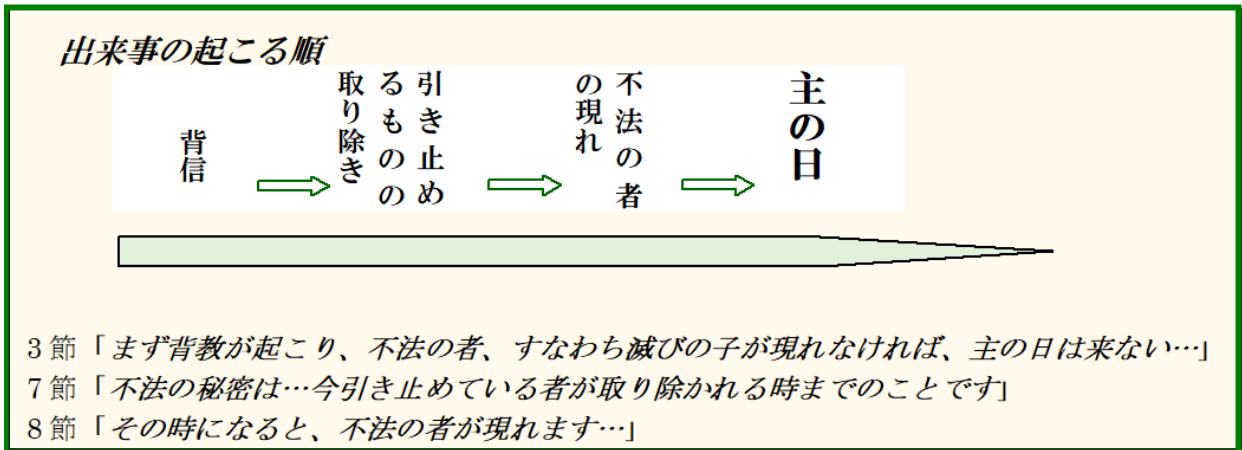 出来事の起こる順
背信
引き止め
るものの
取り除き
不法の者
の現れ
主の日
3節「まず背教が起こり、不法の者、すなわち滅びの子が現れなければ、主の日は来ない…」
7節「不法の秘密は…今引き止めている者が取り除かれる時までのことです」
8節「その時になると、不法の者が現れます…」